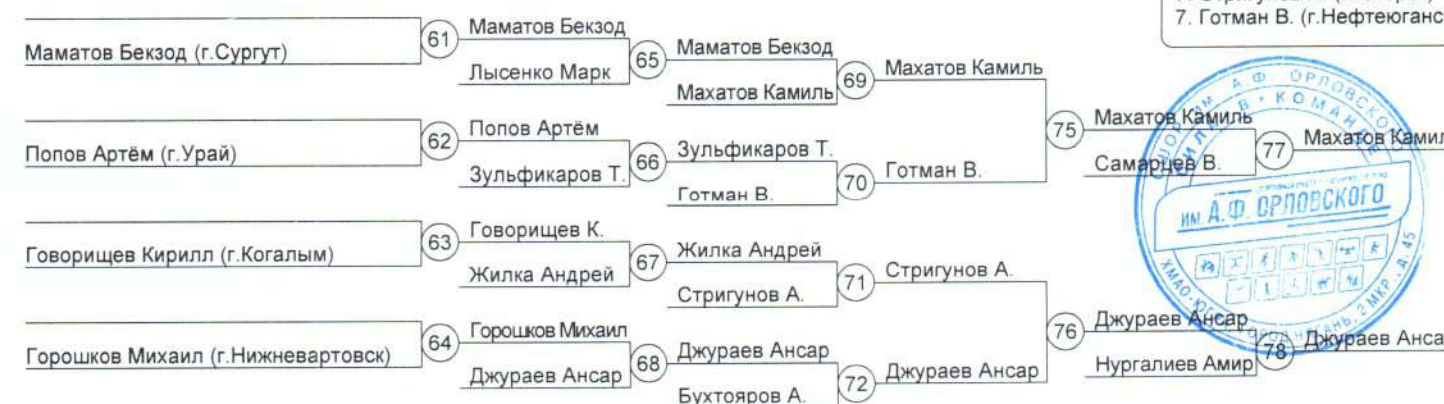 7. Готман В. (г.Нефтеюганс
Маматов Бекзод (г.Сургут)
61
Маматов Бекзод
Лысенко Марк
65
Маматов Бекзод
Махатов Камиль
69
Махатов Камиль
Попов Артём (г.Урай)
62
Попов Артём
Зульфикаров Т.
66
Зульфикаров Т.
Готман В.
70
Готман В.
75
Махатов Камиль
Самарцев В.
77
Махатов Камил
Говорищев Кирилл (г.Когалым)
63
Говорищев К.
Жилка Андрей
67
Жилка Андрей
Стригунов А.
71
Стригунов А.
Горошков Михаил (г.Нижневартовск)
64
Горошков Михаил
Джураев Ансар
68
Джураев Ансар
Бухтояров А.
72
Джураев Ансар
76
Джураев Ансар
Нургалиев Амир
78
Джураев Анса
им. А.Ф. ОРЛОВСКОГО